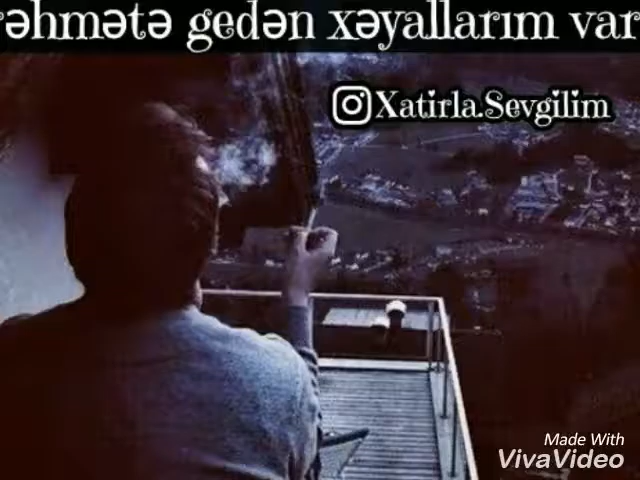 rəhmətə gedən xəyallarım var
Xatirla.Sevgilim
Made With
VivaVideo